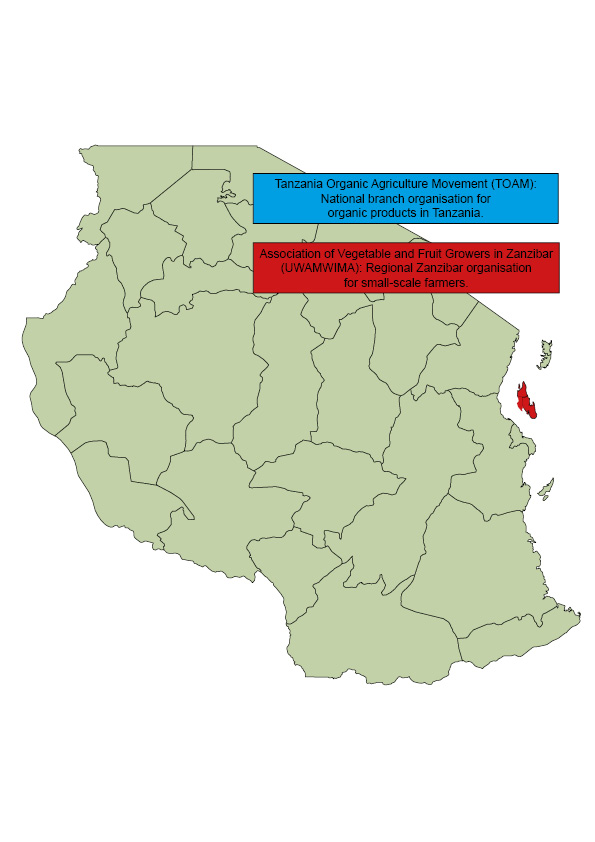 Tanzania Organic Agriculture Movement (TOAM):
National branch organisation for
organic products in Tanzania.
Association of Vegetable and Fruit Growers in Zanzibar
(UWAMWIMA): Regional Zanzibar organisation
for small-scale farmers.